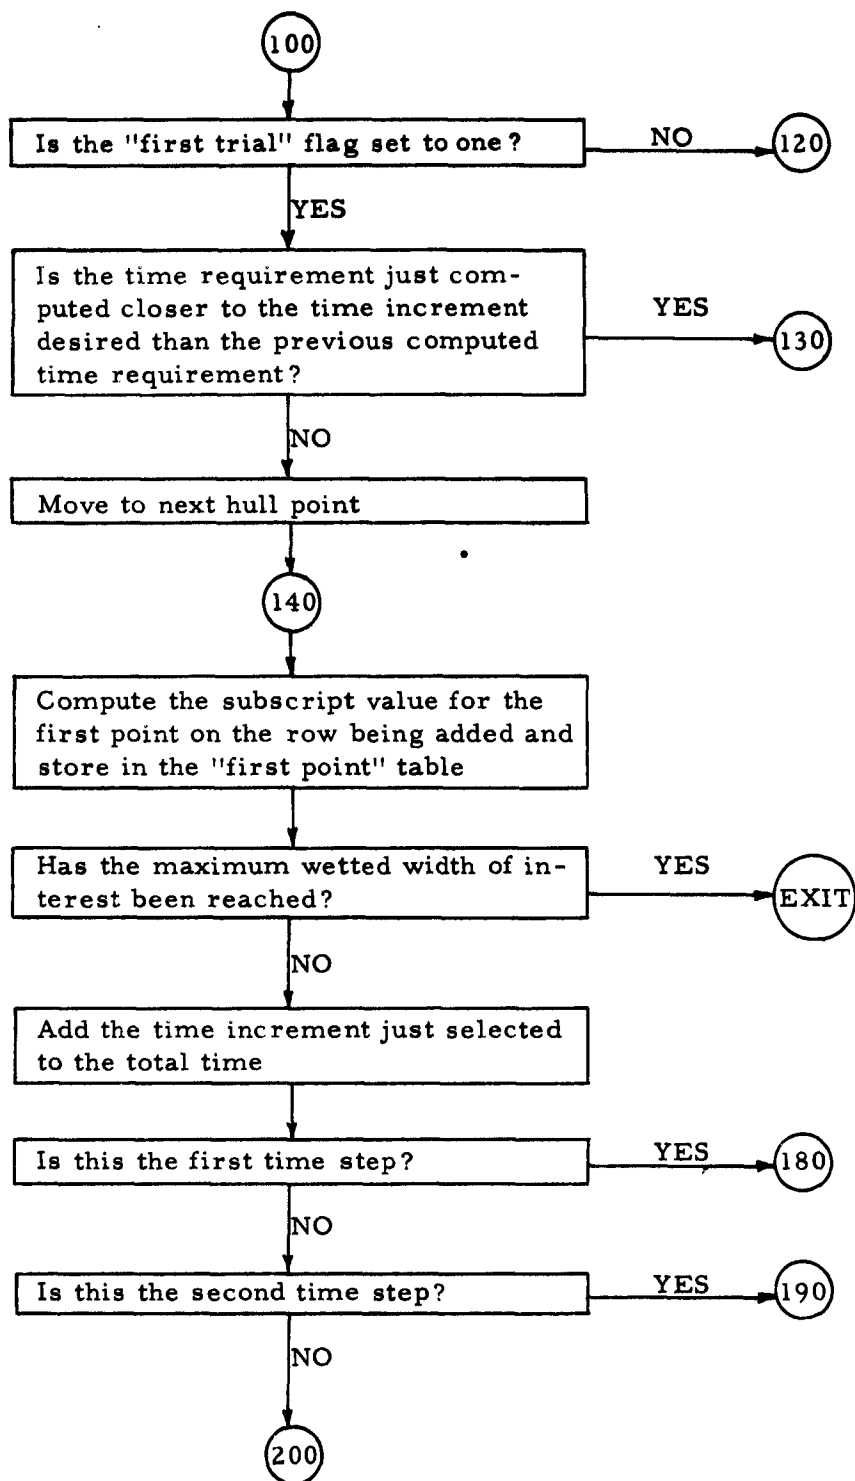 100
Is the "first trial" flag set to one?
NO
120
YES
Is the time requirement just com-
puted closer to the time increment
desired than the previous computed
time requirement?
YES
130
NO
Move to next hull point
140
Compute the subscript value for the
first point on the row being added and
store in the "first point" table
Has the maximum wetted width of in-
terest been reached?
YES
EXIT
NO
Add the time increment just selected
to the total time
Is this the first time step?
YES
180
NO
Is this the second time step?
YES
190
NO
200